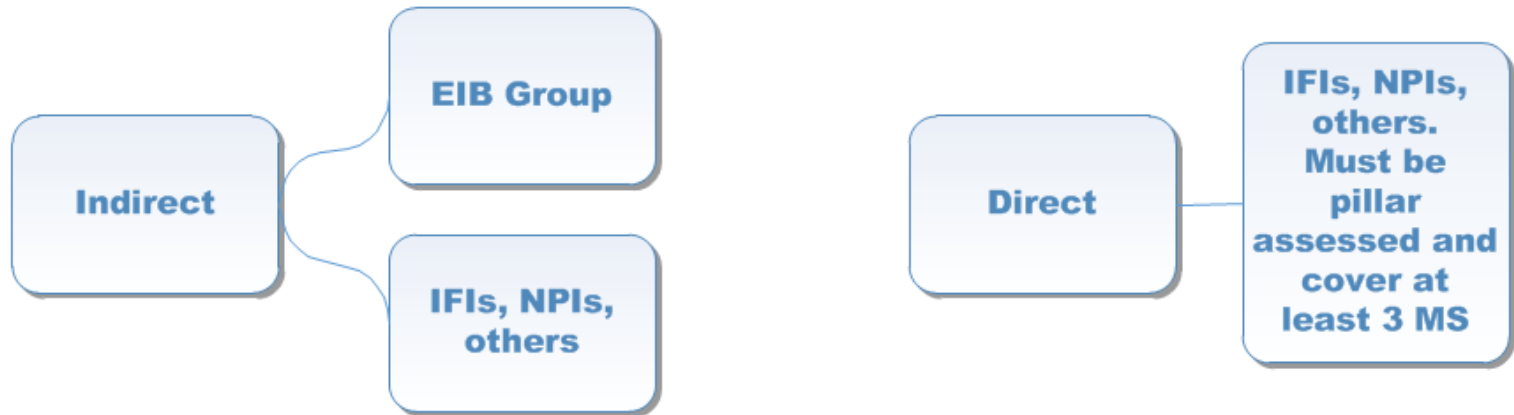 Indirect
EIB Group
IFIs, NPIs,
others
Direct
IFIs, NPIs,
others.
Must be
pillar
assessed and
cover at
least 3 MS